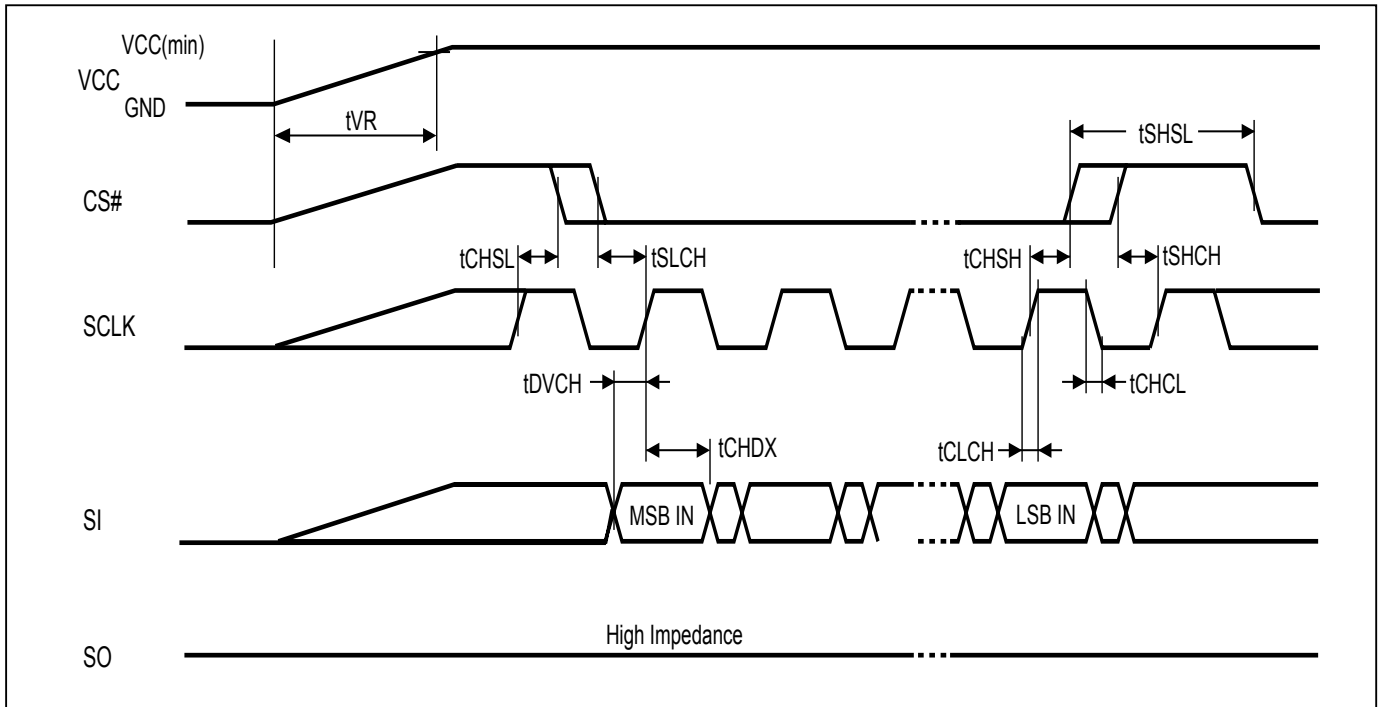 VCC(min)
VCC
GND
tVR
tSHSL
CS#
tCHSL
tSLCH
tCHSH
tSHCH
SCLK
tDVCH
tCHCL
tCHDX
tCLCH
SI
MSB IN
LSB IN
High Impedance
SO